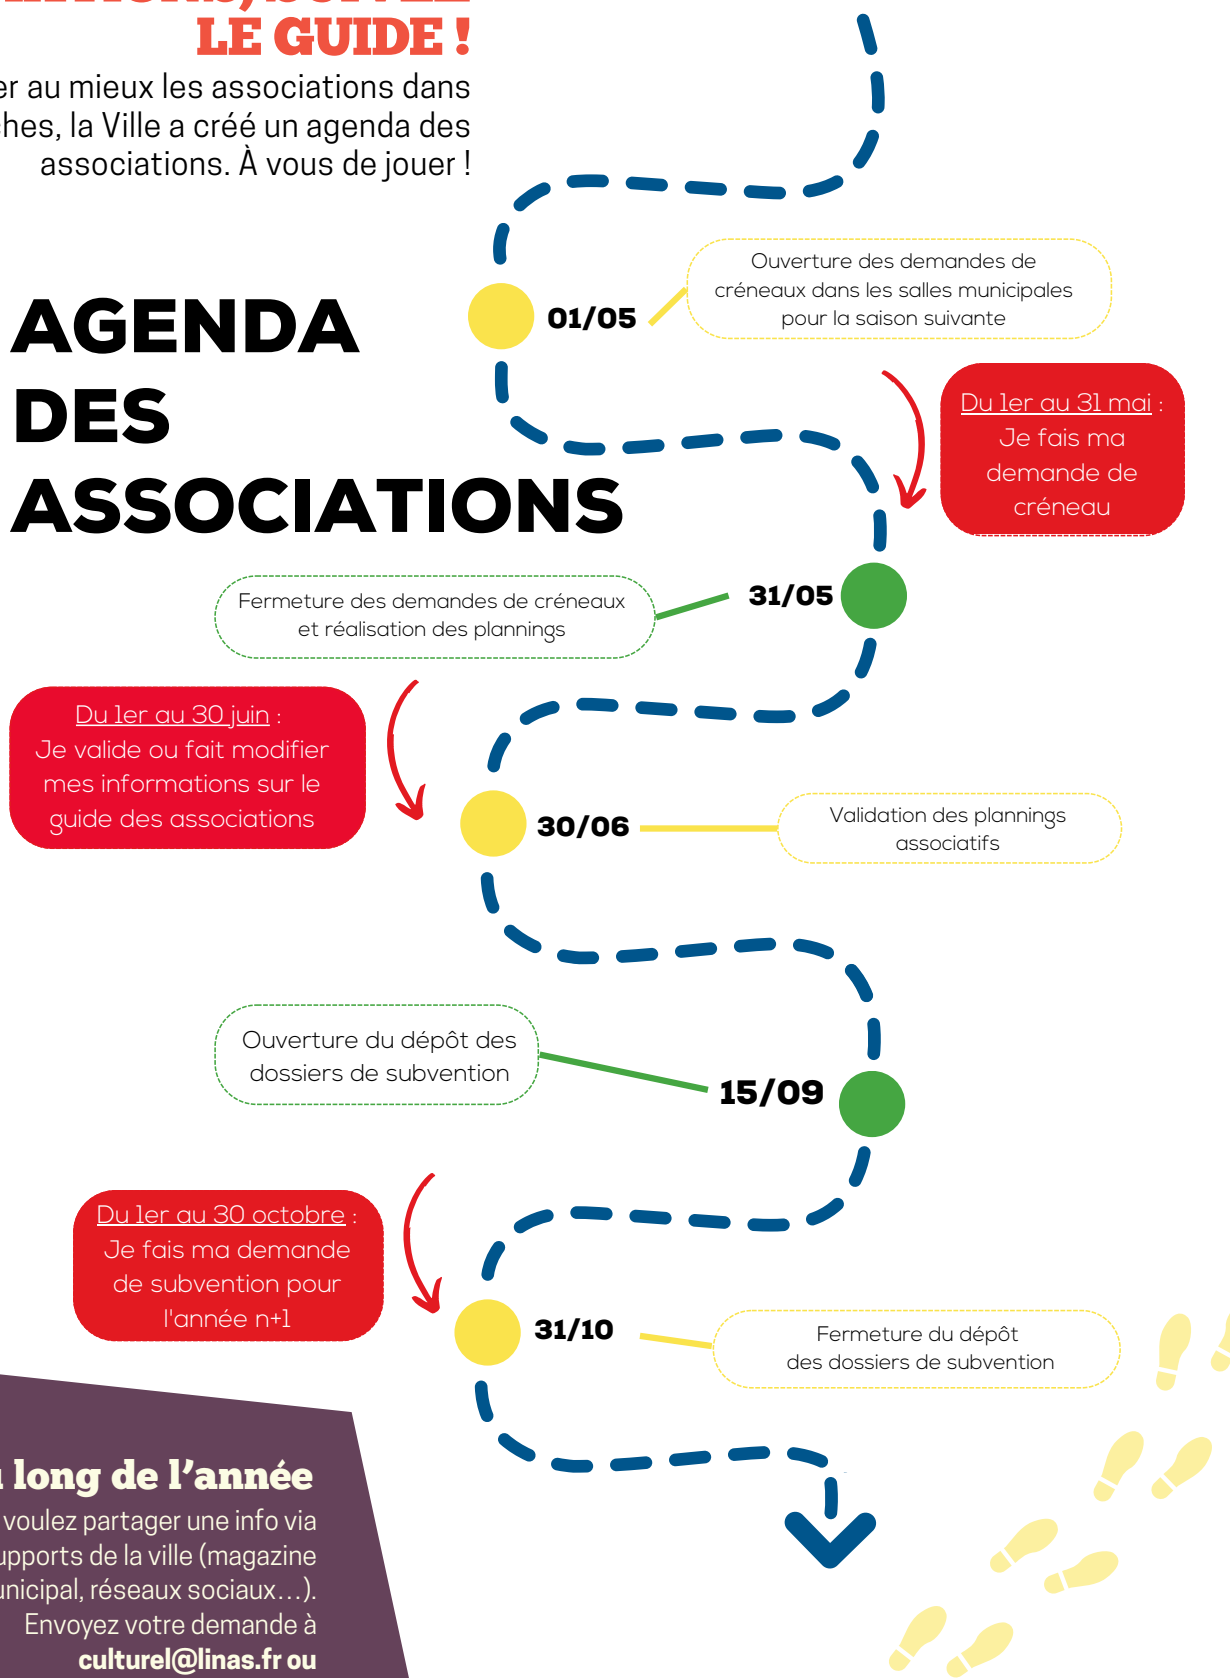 LE GUIDE !
au mieux les associations dans
la Ville a créé un agenda des
associations. À vous de jouer !
AGENDA
DES
ASSOCIATIONS
01/05
Ouverture des demandes de
créneaux dans les salles municipales
pour la saison suivante
Du 1er au 31 mai :
Je fais ma
demande de
créneau
31/05
Fermeture des demandes de créneaux
et réalisation des plannings
Du 1er au 30 juin :
Je valide ou fait modifier
mes informations sur le
guide des associations
30/06
Validation des plannings
associatifs
Ouverture du dépôt des
dossiers de subvention
15/09
Du 1er au 30 octobre :
Je fais ma demande
de subvention pour
l'année n+1
31/10
Fermeture du dépôt
des dossiers de subvention
long de l'année
voulez partager une info via
upports de la ville (magazine
unicipal, réseaux sociaux...).
Envoyez votre demande à
culturel@linas.fr ou